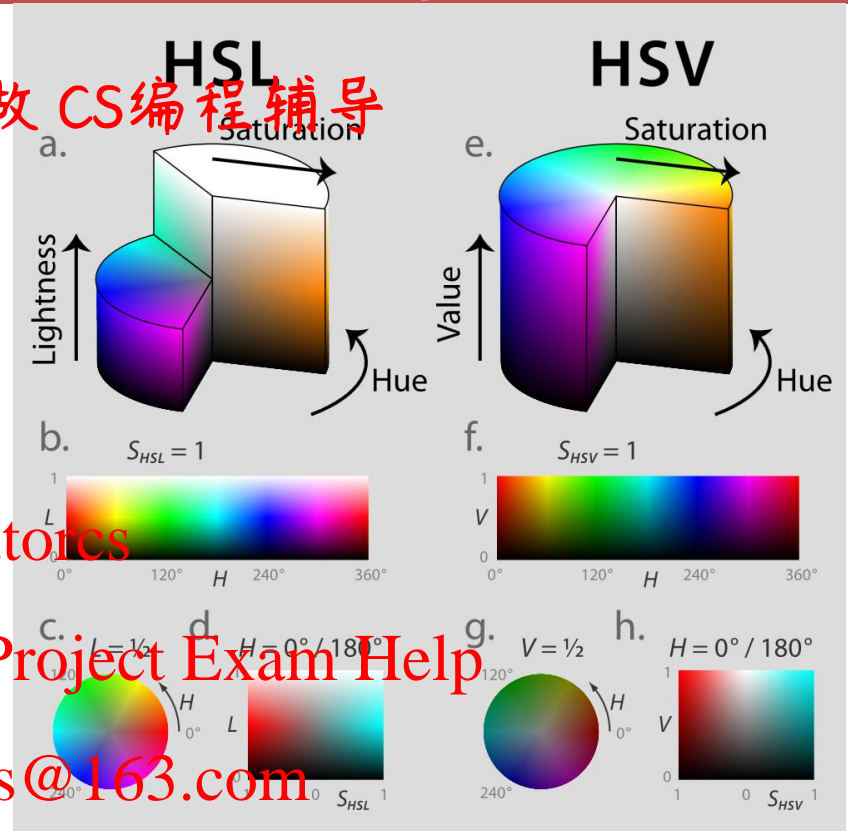 HSL
HSV
做 CS编程辅导
a.
Saturation
Lightness
Hue
e.
Saturation
Value
Hue
b.
S_HSL = 1
1
L
0
0°
120°
H
240°
360°
f.
S_HSV = 1
1
V
0
0°
120°
H
240°
360°
torcs
c.
L = ½
120°
H
0°
240°
d.
H = 0° / 180°
L
0
S_HSL
1
Project Exam Help
g.
V = ½
120°
H
0°
240°
h.
H = 0° / 180°
1
V
0
1
0
S_HSV
1
s@163.com